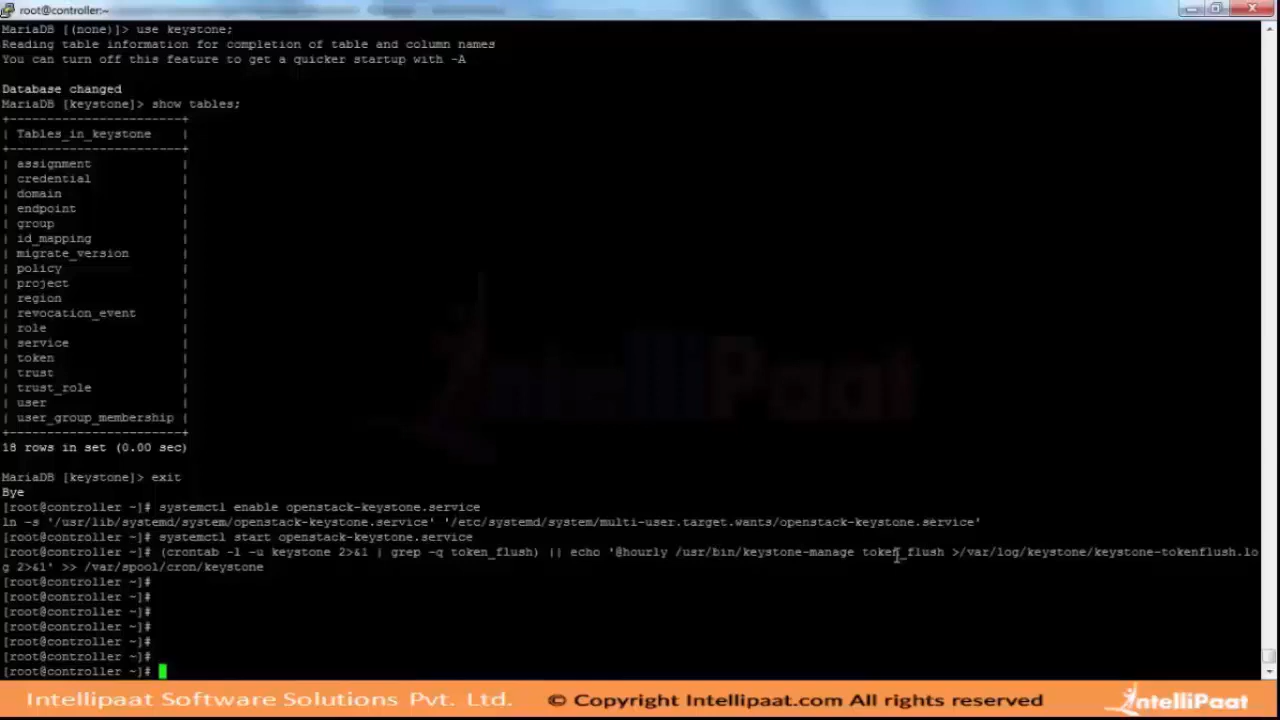 root@controller:~
MariaDB [(none)]> use keystone;
Reading table information for completion of table and column names
You can turn off this feature to get a quicker startup with -A
Database changed
MariaDB [keystone]> show tables;
+-----------------------+
| Tables_in_keystone    |
+-----------------------+
| assignment            |
| credential            |
| domain                |
| endpoint              |
| group                 |
| id_mapping            |
| migrate_version       |
| policy                |
| project               |
| region                |
| revocation_event      |
| role                  |
| service               |
| token                 |
| trust                 |
| trust_role            |
| user                  |
| user_group_membership |
+-----------------------+
18 rows in set (0.00 sec)
MariaDB [keystone]> exit
Bye
[root@controller ~]# systemctl enable openstack-keystone.service
ln -s '/usr/lib/systemd/system/openstack-keystone.service' '/etc/systemd/system/multi-user.target.wants/openstack-keystone.service'
[root@controller ~]# systemctl start openstack-keystone.service
[root@controller ~]# (crontab -l -u keystone 2>&1 | grep -q token_flush) || echo '@hourly /usr/bin/keystone-manage token_flush >/var/log/keystone/keystone-tokenflush.lo
g 2>&1' >> /var/spool/cron/keystone
[root@controller ~]#
[root@controller ~]#
[root@controller ~]#
[root@controller ~]#
[root@controller ~]#
[root@controller ~]#
[root@controller ~]#
IntelliPaat
Intellipaat Software Solutions Pvt. Ltd. © Copyright Intellipaat.com All rights reserved IntelliPaat